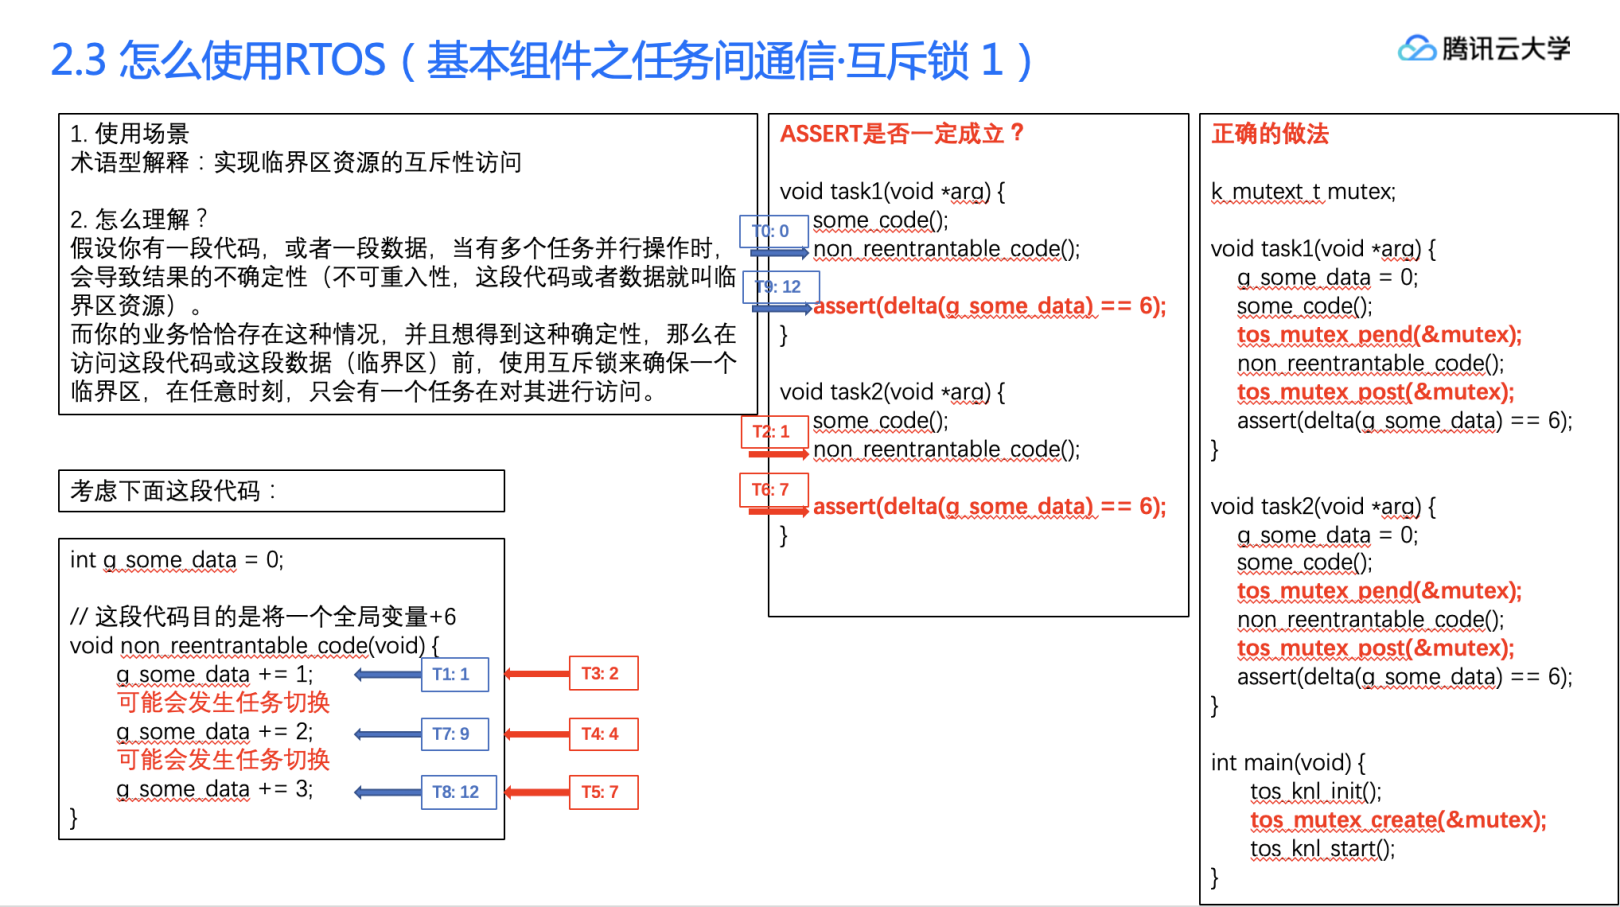 2.3 怎么使用RTOS（基本组件之任务间通信·互斥锁 1）
腾讯云大学
1. 使用场景
术语型解释：实现临界区资源的互斥性访问
2. 怎么理解？
假设你有一段代码，或者一段数据，当有多个任务并行操作时，
会导致结果的不确定性（不可重入性，这段代码或者数据就叫临
界区资源）。
而你的业务恰恰存在这种情况，并且想得到这种确定性，那么在
访问这段代码或这段数据（临界区）前，使用互斥锁来确保一个
临界区，在任意时刻，只会有一个任务在对其进行访问。
考虑下面这段代码：
int g_some_data = 0;
// 这段代码目的是将一个全局变量+6
void non_reentrantable_code(void) {
g_some_data += 1;
T1: 1
T3: 2
可能会发生任务切换
g_some_data += 2;
T7: 9
T4: 4
可能会发生任务切换
g_some_data += 3;
T8: 12
T5: 7
}
ASSERT是否一定成立？
void task1(void *arg) {
some_code();
T0: 0
non_reentrantable_code();
T9: 12
assert(delta(g_some_data) == 6);
}
void task2(void *arg) {
some_code();
T2: 1
non_reentrantable_code();
T6: 7
assert(delta(g_some_data) == 6);
}
正确的做法
k_mutext_t mutex;
void task1(void *arg) {
g_some_data = 0;
some_code();
tos_mutex_pend(&mutex);
non_reentrantable_code();
tos_mutex_post(&mutex);
assert(delta(g_some_data) == 6);
}
void task2(void *arg) {
g_some_data = 0;
some_code();
tos_mutex_pend(&mutex);
non_reentrantable_code();
tos_mutex_post(&mutex);
assert(delta(g_some_data) == 6);
}
int main(void) {
tos_knl_init();
tos_mutex_create(&mutex);
tos_knl_start();
}